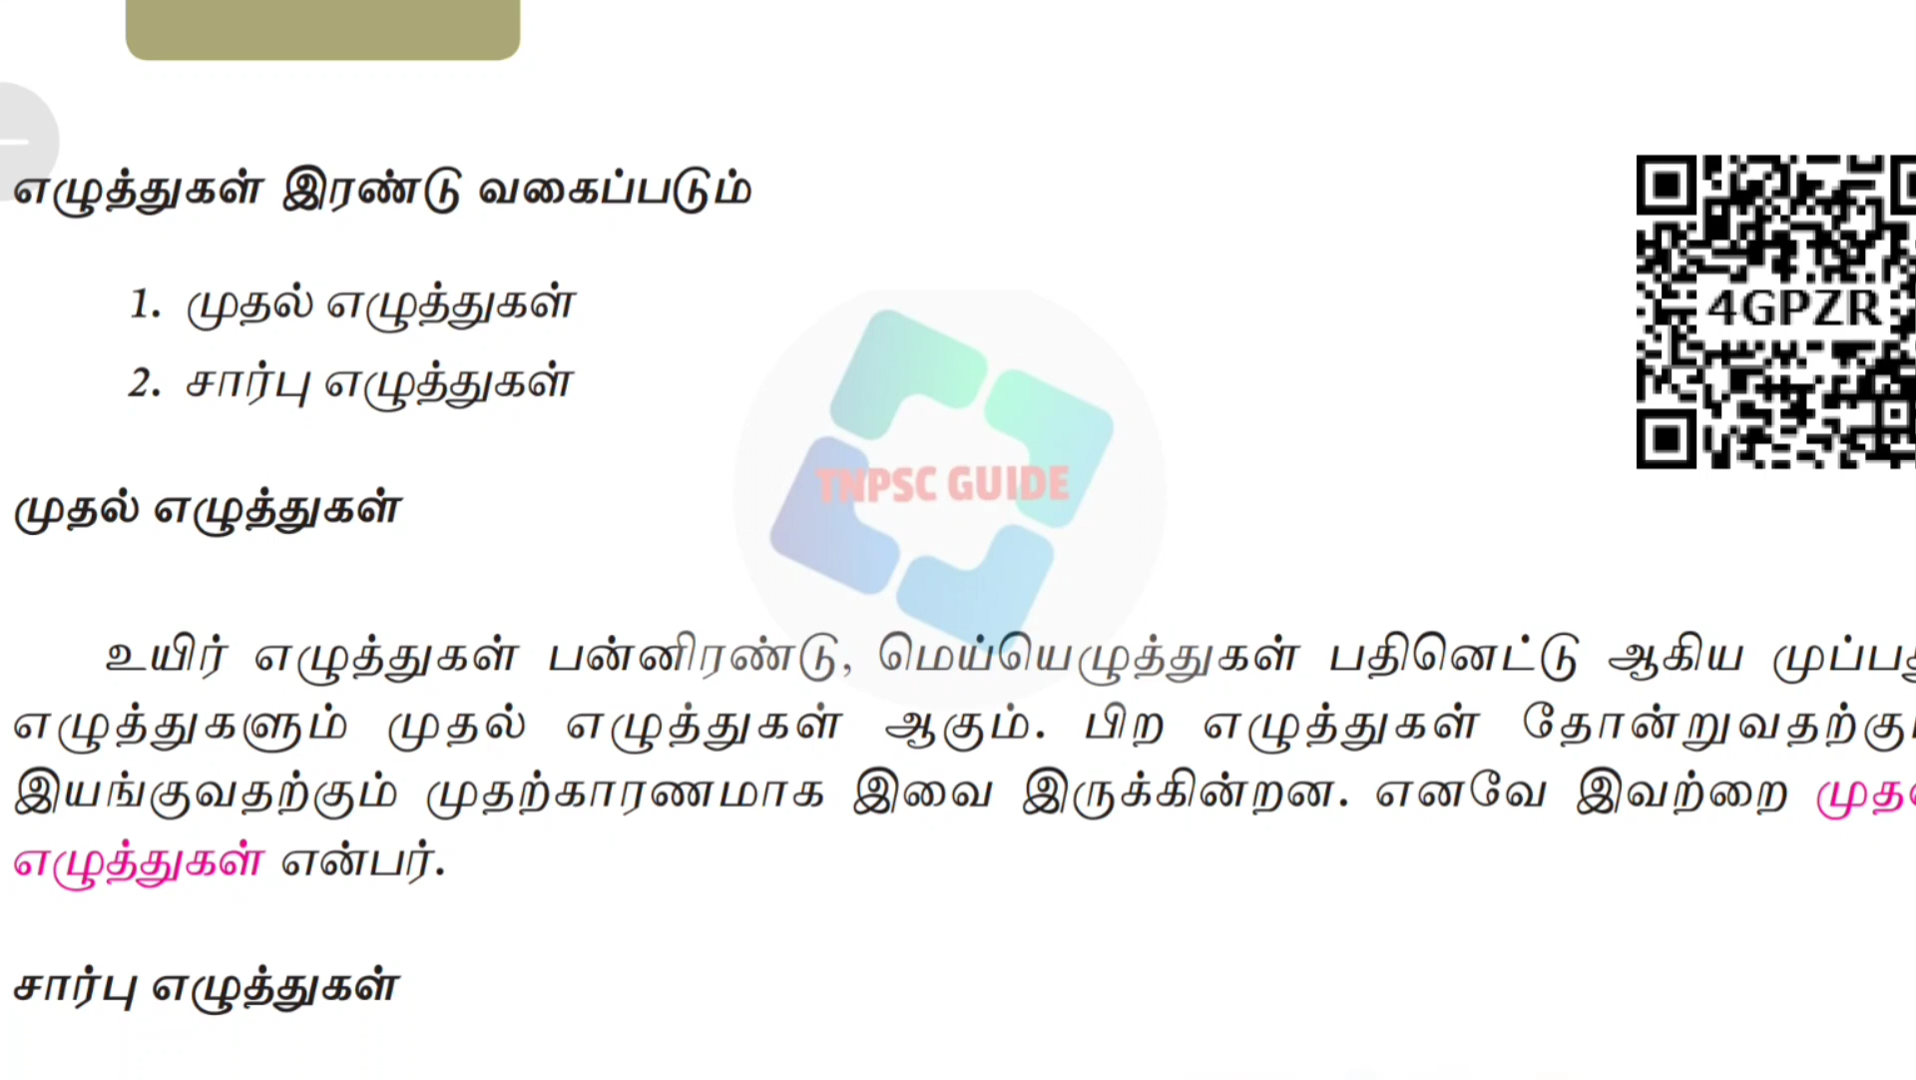 எழுத்துகள் இரண்டு வகைப்படும்
1. முதல் எழுத்துகள்
2. சார்பு எழுத்துகள்
4GPZR
TNPSC GUIDE
முதல் எழுத்துகள்
உயிர் எழுத்துகள் பன்னிரண்டு, மெய்யெழுத்துகள் பதினெட்டு ஆகிய
எழுத்துகளும் முதல் எழுத்துகள் ஆகும். பிற எழுத்துகள்
இயங்குவதற்கும் முதற்காரணமாக இவை இருக்கின்றன. எனவே இவற்றை
எழுத்துகள் என்பர்.
சார்பு எழுத்துகள்